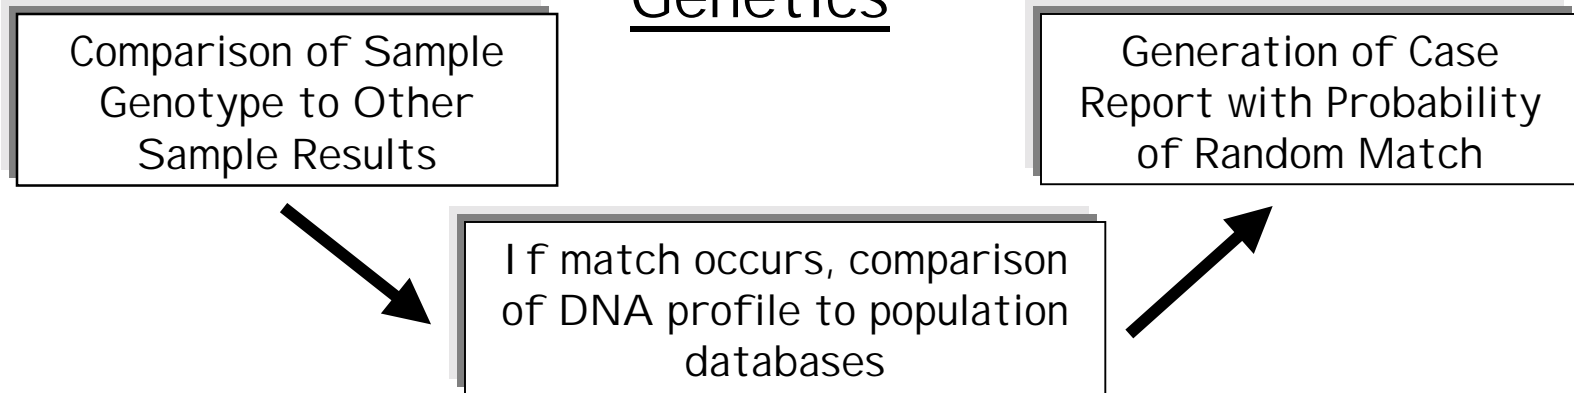 Genetics
Comparison of Sample
Genotype to Other
Sample Results
If match occurs, comparison
of DNA profile to population
databases
Generation of Case
Report with Probability
of Random Match